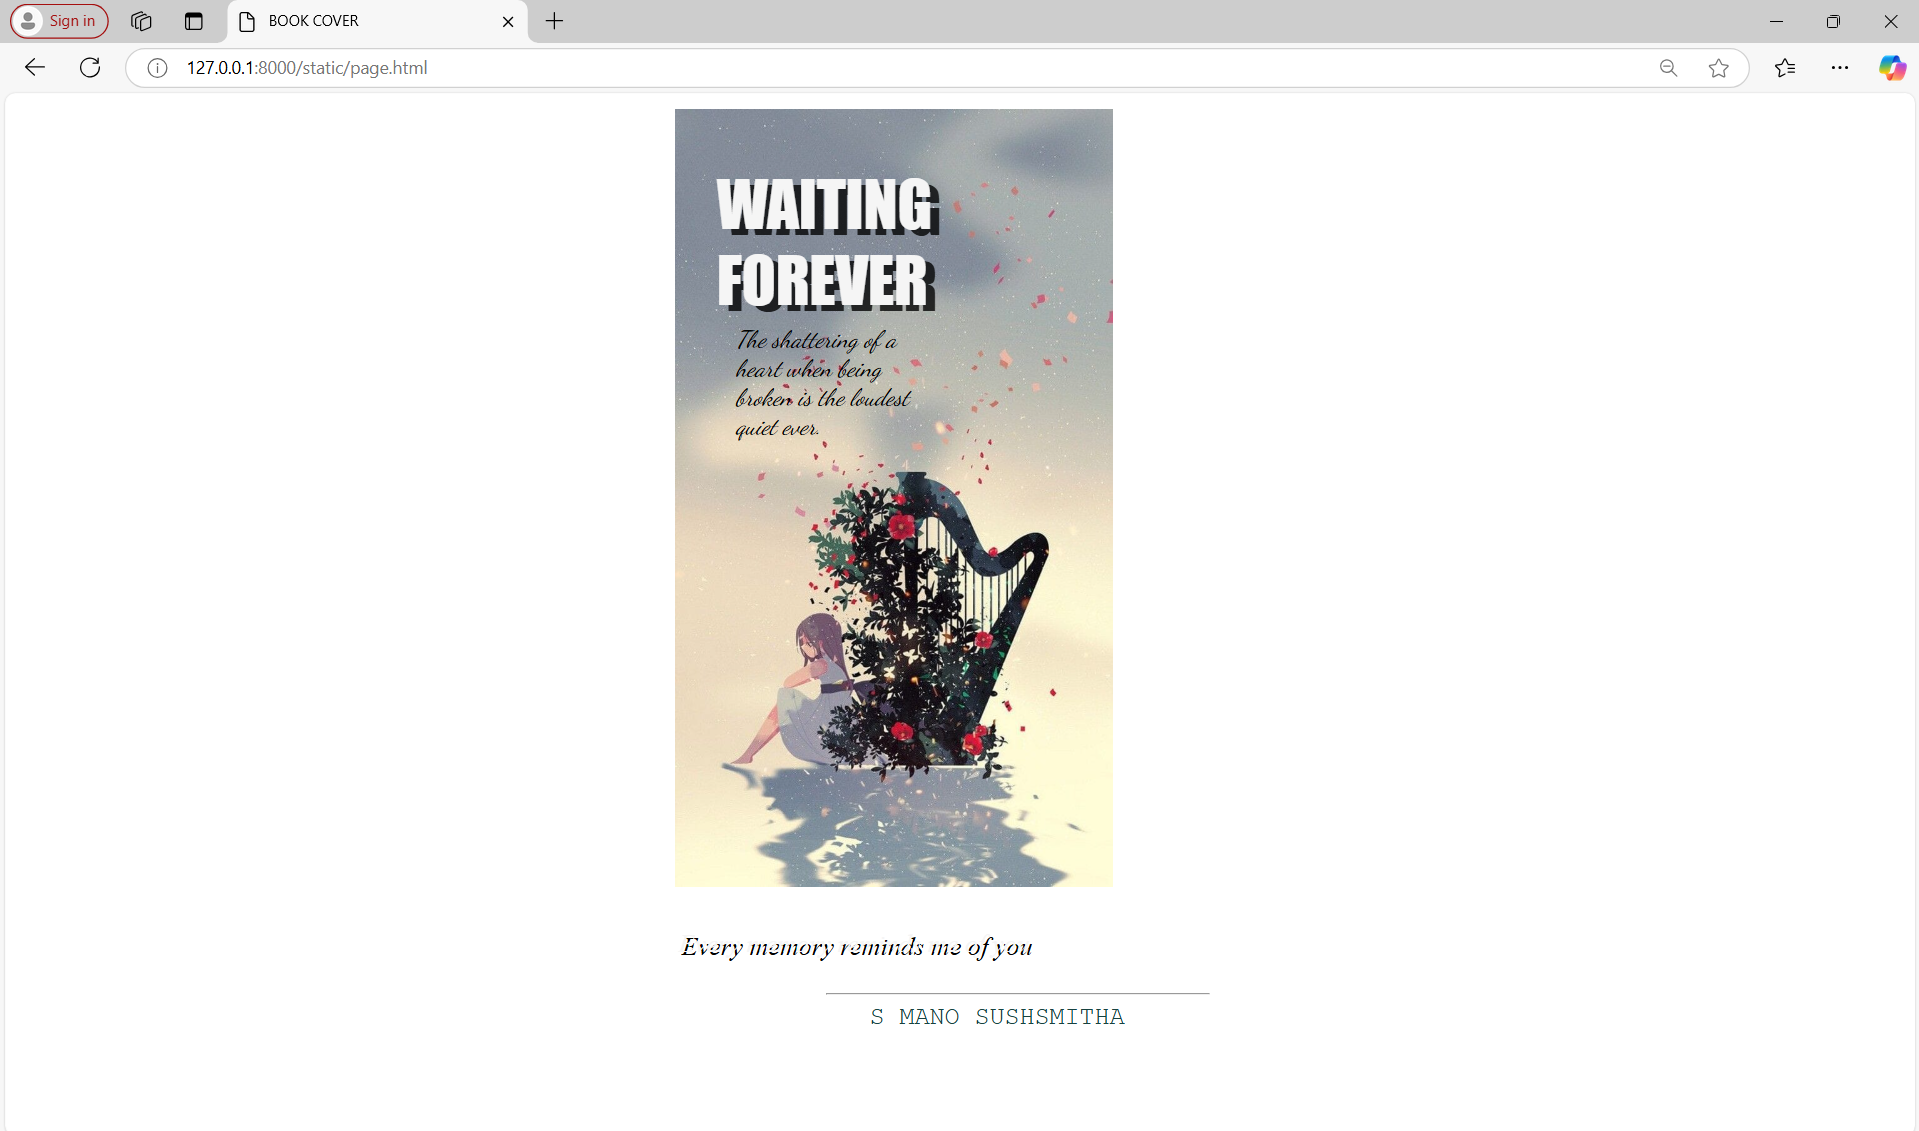 Sign in
BOOK COVER
127.0.0.1:8000/static/page.html
WAITING
FOREVER
The shattering of a
heart when being
broken is the loudest
quiet ever.
Every memory reminds me of you
S MANO SUSHSMITHA